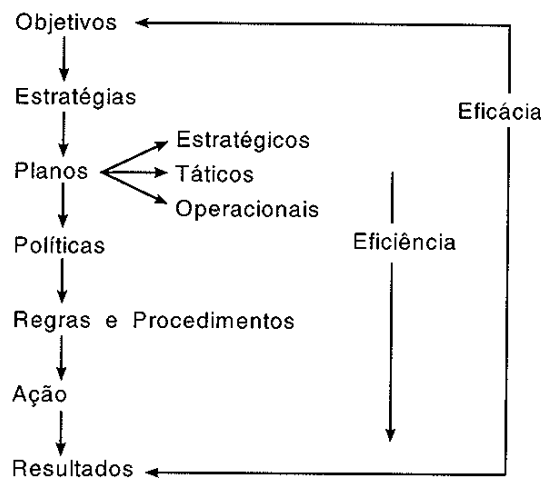 Objetivos
Estratégias
Eficácia
Estratégicos
Planos
Táticos
Operacionais
Políticas
Eficiência
Regras e Procedimentos
Ação
Resultados